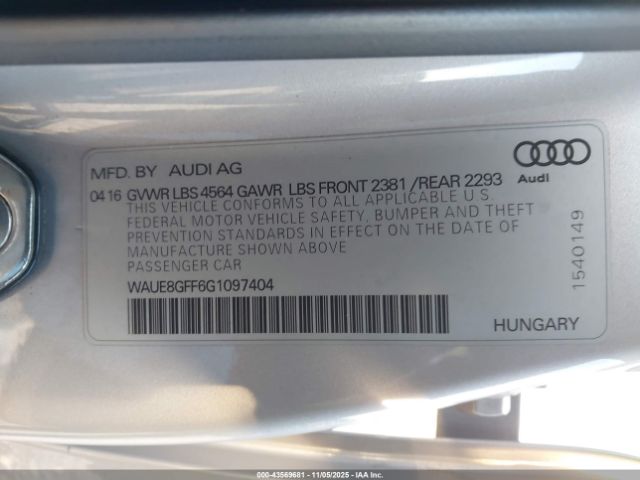 MFD. BY AUDI AG
Audi
04 16 GVWR LBS 4564 GAWR LBS FRONT 2381 /REAR 2293
THIS VEHICLE CONFORMS TO ALL APPLICABLE U.S.
FEDERAL MOTOR VEHICLE SAFETY, BUMPER AND THEFT
PREVENTION STANDARDS IN EFFECT ON THE DATE OF
MANUFACTURE SHOWN ABOVE
PASSENGER CAR
WAUE8GFF6G1097404
1540149
HUNGARY
000-43569681 - 11/05/2025 - IAA Inc.